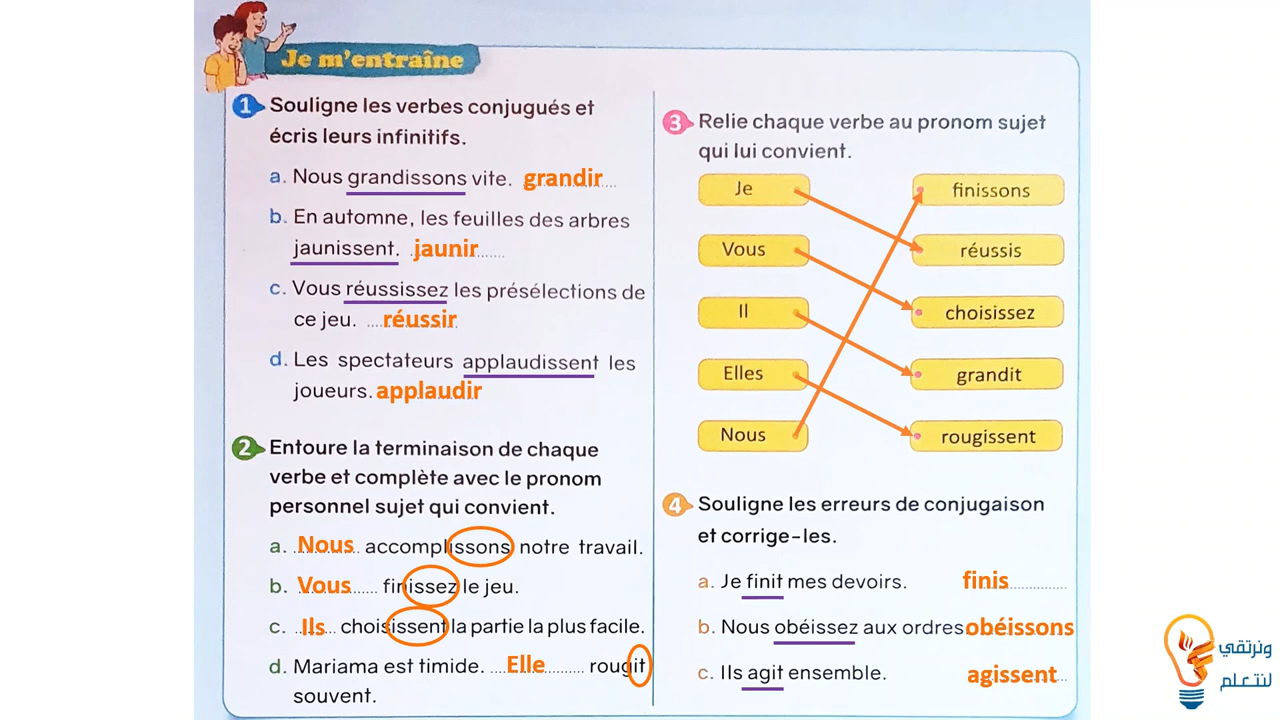 Je m'entraîne
1 Souligne les verbes conjugués et
écris leurs infinitifs.
a. Nous grandissons vite. grandir
b. En automne, les feuilles des arbres
jaunissent. jaunir
c. Vous réussissez les présélections de
ce jeu. réussir
d. Les spectateurs applaudissent les
joueurs. applaudir
2 Entoure la terminaison de chaque
verbe et complète avec le pronom
personnel sujet qui convient.
a. Nous accomplissons notre travail.
b. Vous finissez le jeu.
c. Ils choisissent la partie la plus facile.
d. Mariama est timide. Elle rougit
souvent.
3 Relie chaque verbe au pronom sujet
qui lui convient.
Je finissons
Vous réussis
Il choisissez
Elles grandit
Nous rougissent
4 Souligne les erreurs de conjugaison
et corrige-les.
a. Je finit mes devoirs. finis
b. Nous obéissez aux ordres. obéissons
c. Ils agit ensemble. agissent
ونرتقي
لنتعلم